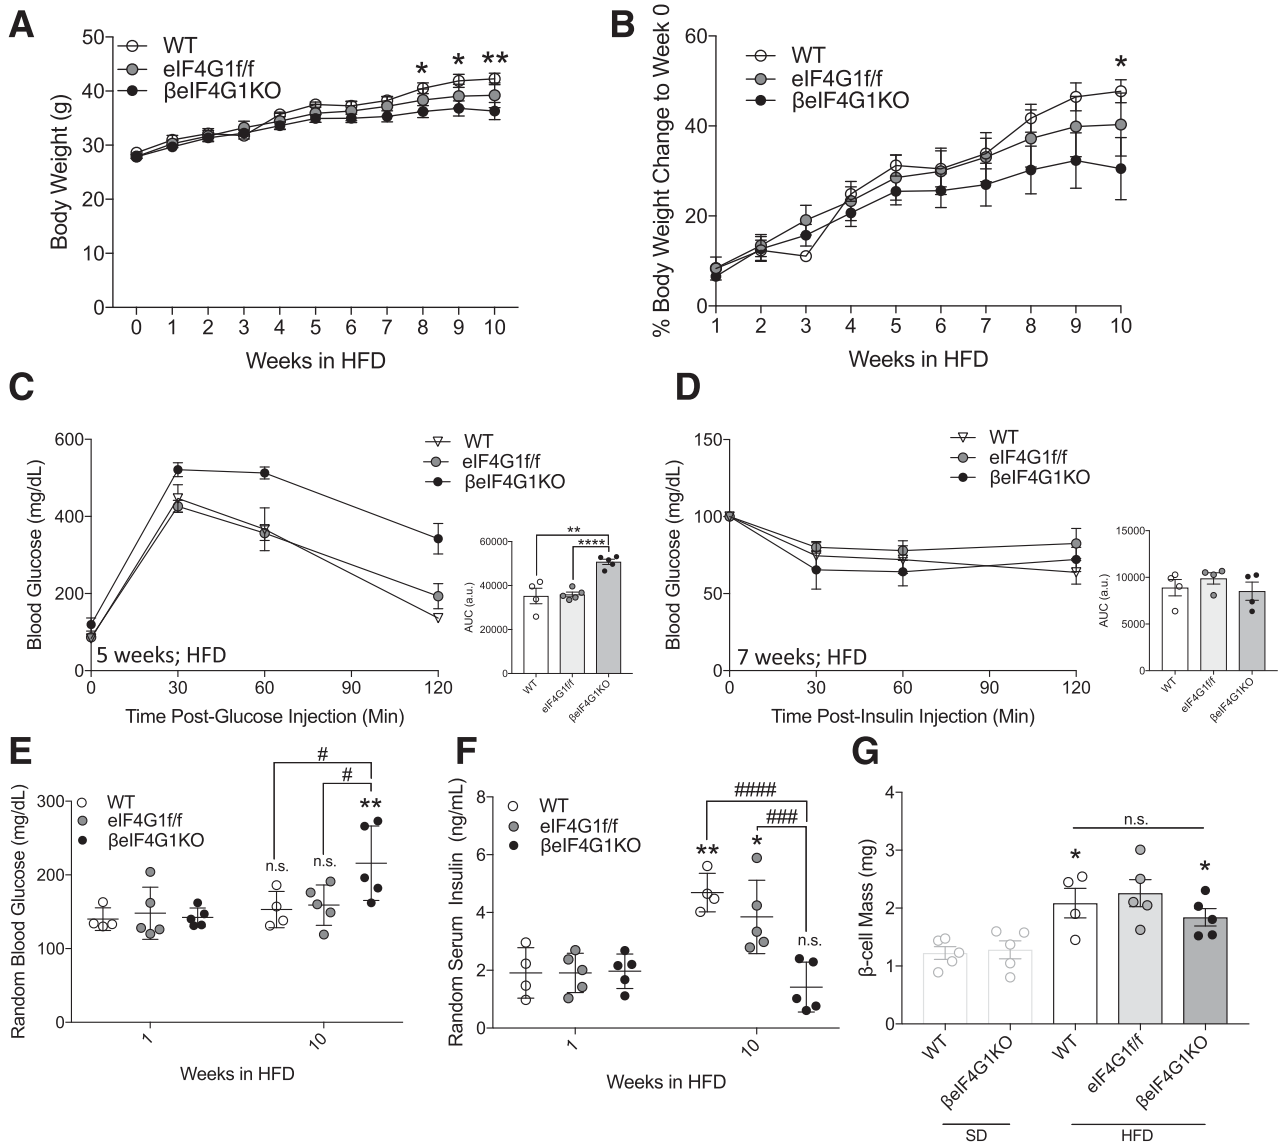 A
Body Weight (g)
50
40
30
20
10
0
WT
eIF4G1f/f
βeIF4G1KO
* * **
0 1 2 3 4 5 6 7 8 9 10
Weeks in HFD
B
% Body Weight Change to Week 0
60
40
20
0
WT
eIF4G1f/f
βeIF4G1KO
*
1 2 3 4 5 6 7 8 9 10
Weeks in HFD
C
Blood Glucose (mg/dL)
600
400
200
0
WT
eIF4G1f/f
βeIF4G1KO
5 weeks; HFD
0 30 60 90 120
Time Post-Glucose Injection (Min)
AUC (a.u.)
60000
40000
20000
0
**
****
WT eIF4G1f/f βeIF4G1KO
D
Blood Glucose (mg/dL)
150
100
50
0
WT
eIF4G1f/f
βeIF4G1KO
7 weeks; HFD
0 30 60 90 120
Time Post-Insulin Injection (Min)
AUC (a.u.)
15000
10000
5000
0
WT eIF4G1f/f βeIF4G1KO
E
Random Blood Glucose (mg/dL)
300
200
100
0
WT
eIF4G1f/f
βeIF4G1KO
#
#
n.s. n.s. **
1 10
Weeks in HFD
F
Random Serum Insulin (ng/mL)
8
6
4
2
0
WT
eIF4G1f/f
βeIF4G1KO
####
###
** * n.s.
1 10
Weeks in HFD
G
β-cell Mass (mg)
4
3
2
1
0
n.s.
* *
WT βeIF4G1KO WT eIF4G1f/f βeIF4G1KO
SD HFD